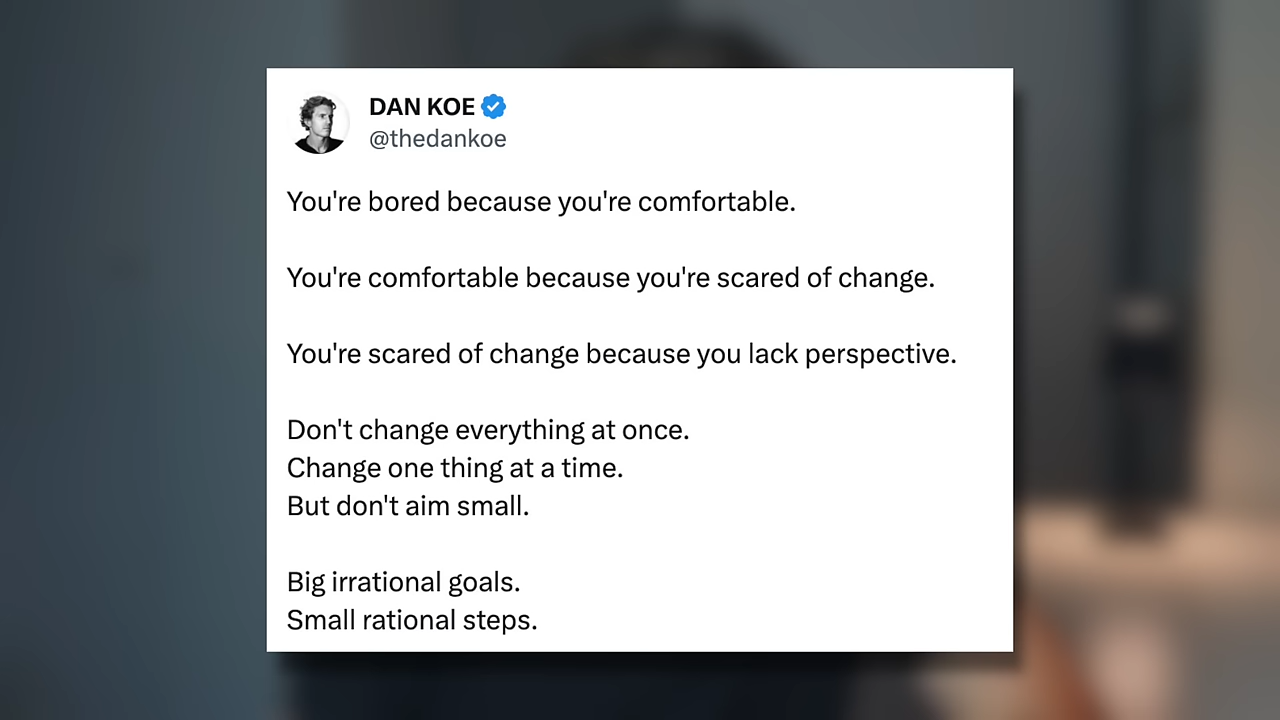 DAN KOE
@thedankoe
You're bored because you're comfortable.
You're comfortable because you're scared of change.
You're scared of change because you lack perspective.
Don't change everything at once.
Change one thing at a time.
But don't aim small.
Big irrational goals.
Small rational steps.